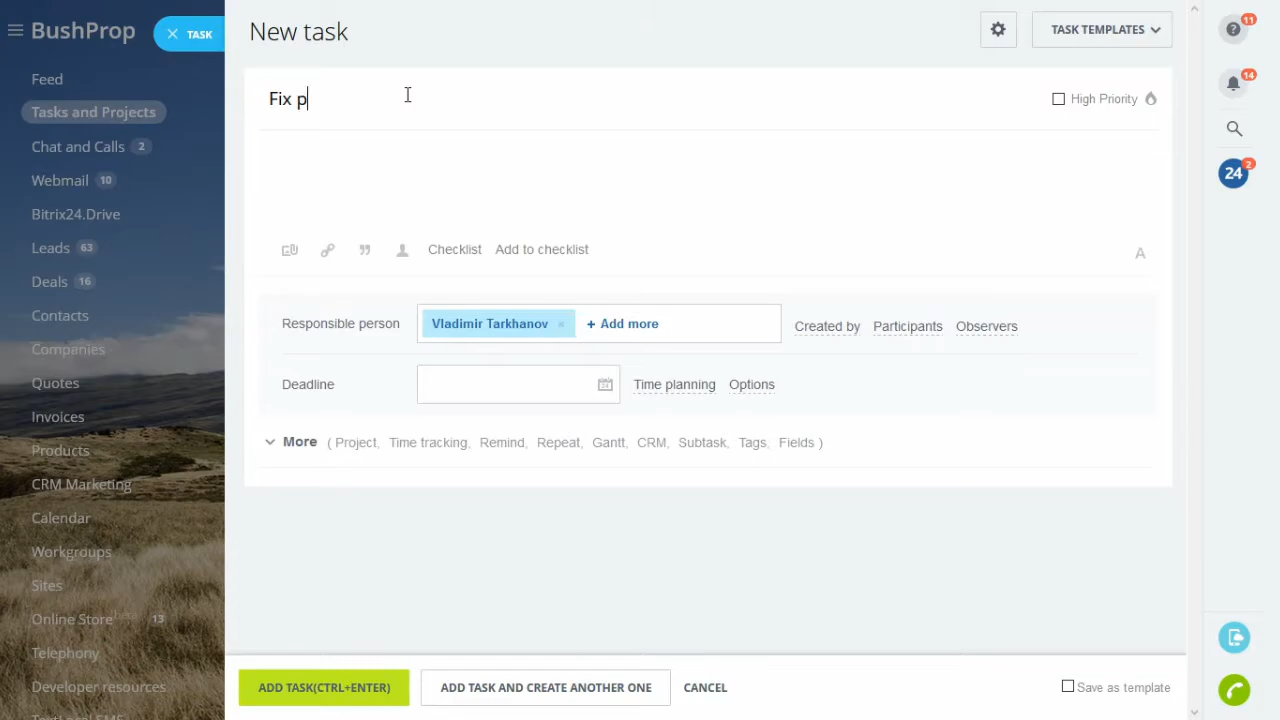 BushProp
TASK
New task
TASK TEMPLATES
11
Feed
Fix p
High Priority
14
Tasks and Projects
Chat and Calls 2
Webmail 10
24 2
Bitrix24.Drive
Leads 63
Checklist Add to checklist
A
Deals 16
Contacts
Responsible person Vladimir Tarkhanov × + Add more Created by Participants Observers
Companies
Quotes
Deadline 24 Time planning Options
Invoices
More ( Project, Time tracking, Remind, Repeat, Gantt, CRM, Subtask, Tags, Fields )
Products
CRM Marketing
Calendar
Workgroups
Sites
Online Store beta 13
Telephony
Developer resources
ADD TASK(CTRL+ENTER) ADD TASK AND CREATE ANOTHER ONE CANCEL Save as template